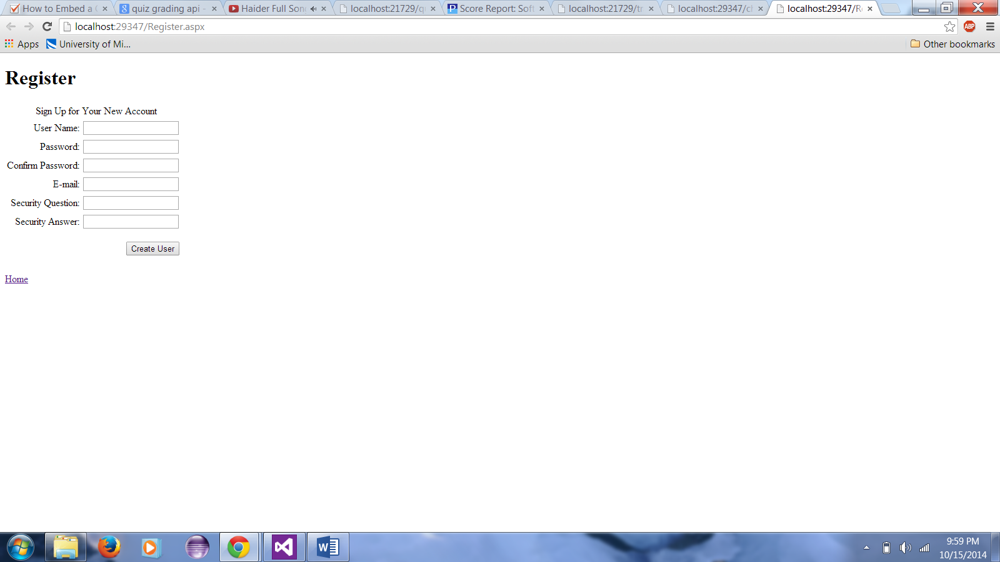 How to Embed a
quiz grading api -
Haider Full Son
localhost:21729/q
Score Report: Soft
localhost:21729/tr
localhost:29347/cl
localhost:29347/R
localhost:29347/Register.aspx
ABP
Apps
University of Mi...
Other bookmarks
Register
Sign Up for Your New Account
User Name:
Password:
Confirm Password:
E-mail:
Security Question:
Security Answer:
Create User
Home
9:59 PM
10/15/2014